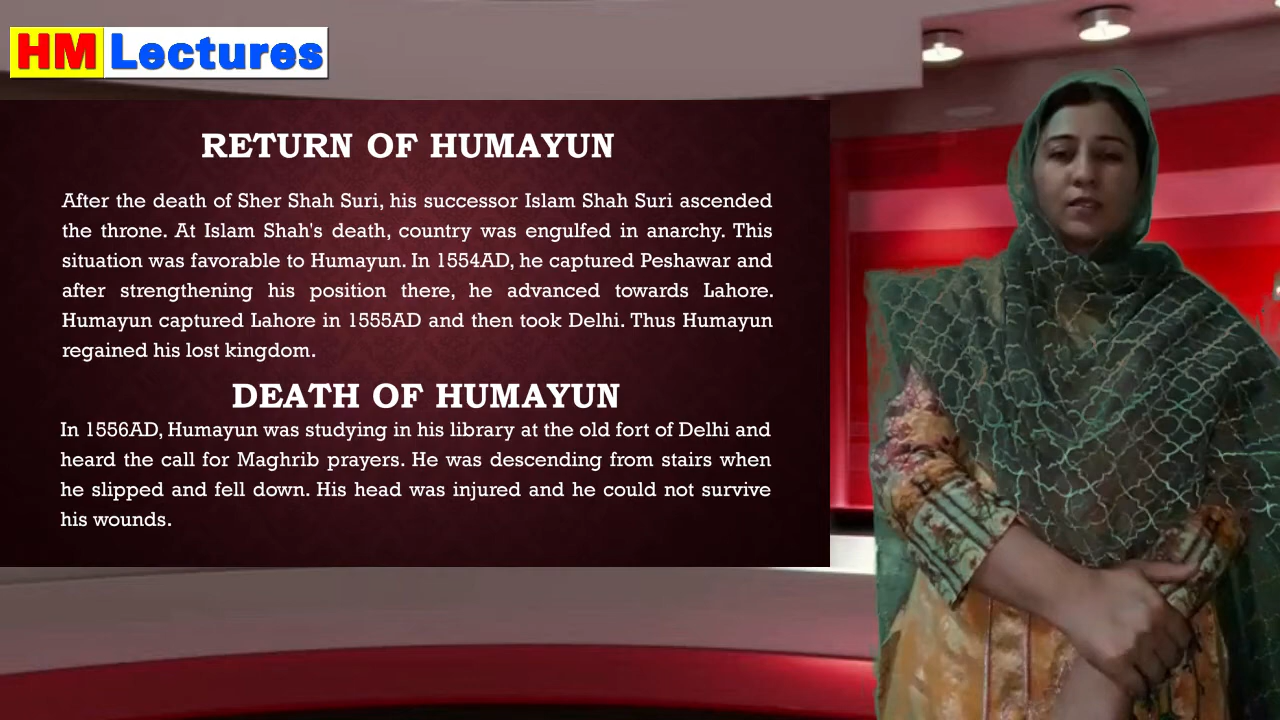 HM Lectures
RETURN OF HUMAYUN
After the death of Sher Shah Suri, his successor Islam Shah Suri ascended
the throne. At Islam Shah's death, country was engulfed in anarchy. This
situation was favorable to Humayun. In 1554AD, he captured Peshawar and
after strengthening his position there, he advanced towards Lahore.
Humayun captured Lahore in 1555AD and then took Delhi. Thus Humayun
regained his lost kingdom.
DEATH OF HUMAYUN
In 1556AD, Humayun was studying in his library at the old fort of Delhi and
heard the call for Maghrib prayers. He was descending from stairs when
he slipped and fell down. His head was injured and he could not survive
his wounds.